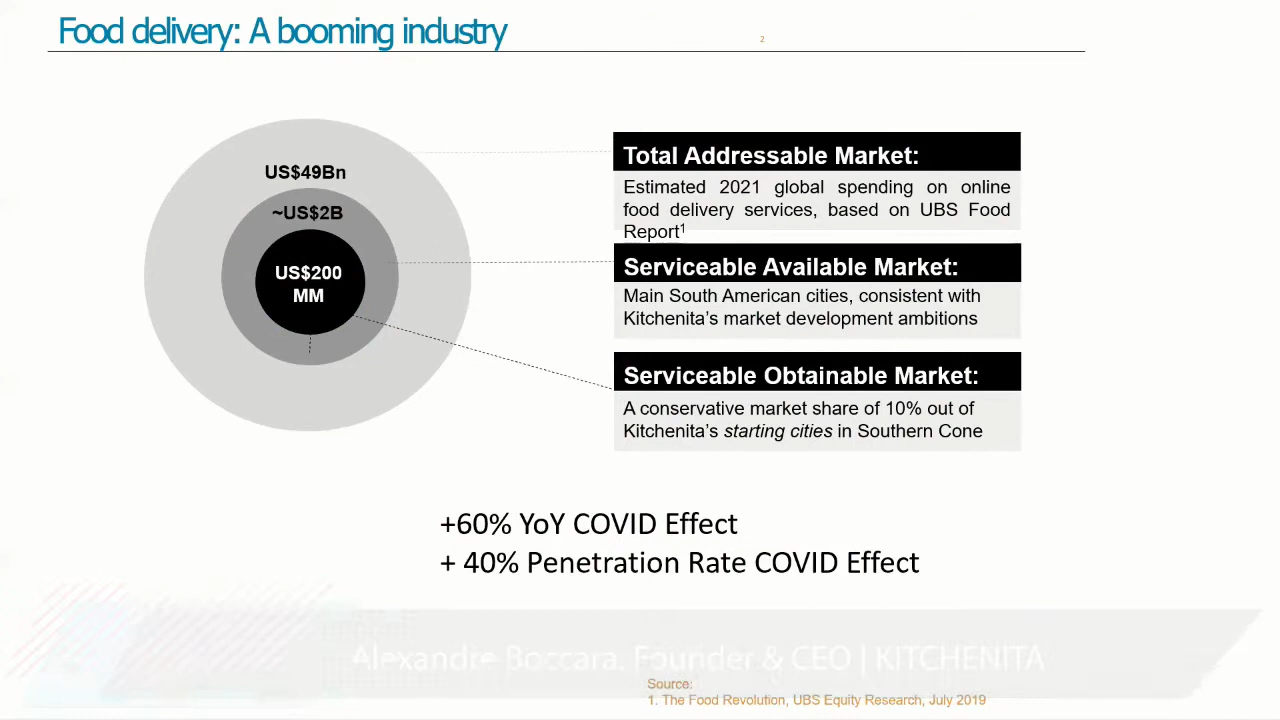 Food delivery: A booming industry
2
US$49Bn
~US$2B
US$200
MM
Total Addressable Market:
Estimated 2021 global spending on online
food delivery services, based on UBS Food
Report¹
Serviceable Available Market:
Main South American cities, consistent with
Kitchenita’s market development ambitions
Serviceable Obtainable Market:
A conservative market share of 10% out of
Kitchenita’s starting cities in Southern Cone
+60% YoY COVID Effect
+ 40% Penetration Rate COVID Effect
Alexandre Boccara. Founder & CEO | KITCHENITA
Source:
1. The Food Revolution, UBS Equity Research, July 2019